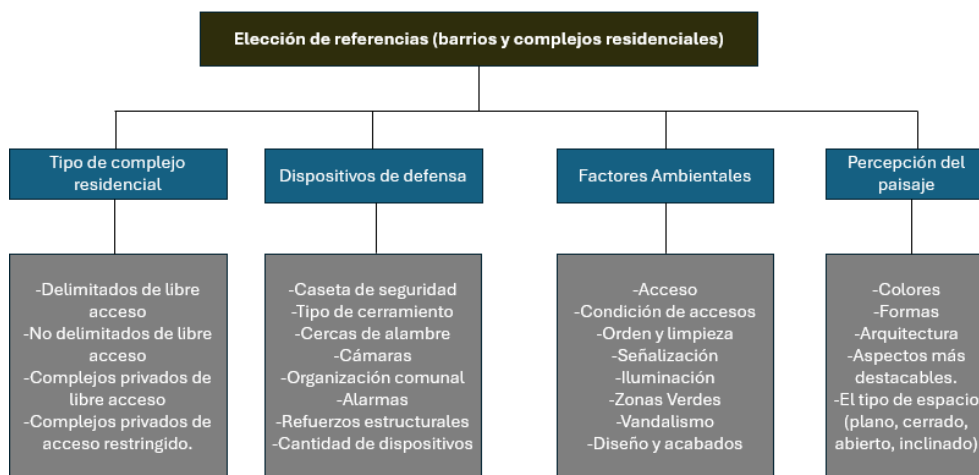 Elección de referencias (barrios y complejos residenciales)
Tipo de complejo
residencial
Dispositivos de defensa
Factores Ambientales
Percepción del
paisaje
-Delimitados de libre
acceso
-No delimitados de libre
acceso
-Complejos privados de
libre acceso
-Complejos privados de
acceso restringido.
-Caseta de seguridad
-Tipo de cerramiento
-Cercas de alambre
-Cámaras
-Organización comunal
-Alarmas
-Refuerzos estructurales
-Cantidad de dispositivos
-Acceso
-Condición de accesos
-Orden y limpieza
-Señalización
-Iluminación
-Zonas Verdes
-Vandalismo
-Diseño y acabados
-Colores
-Formas
-Arquitectura
-Aspectos más
destacables.
-El tipo de espacio
(plano, cerrado,
abierto, inclinado)